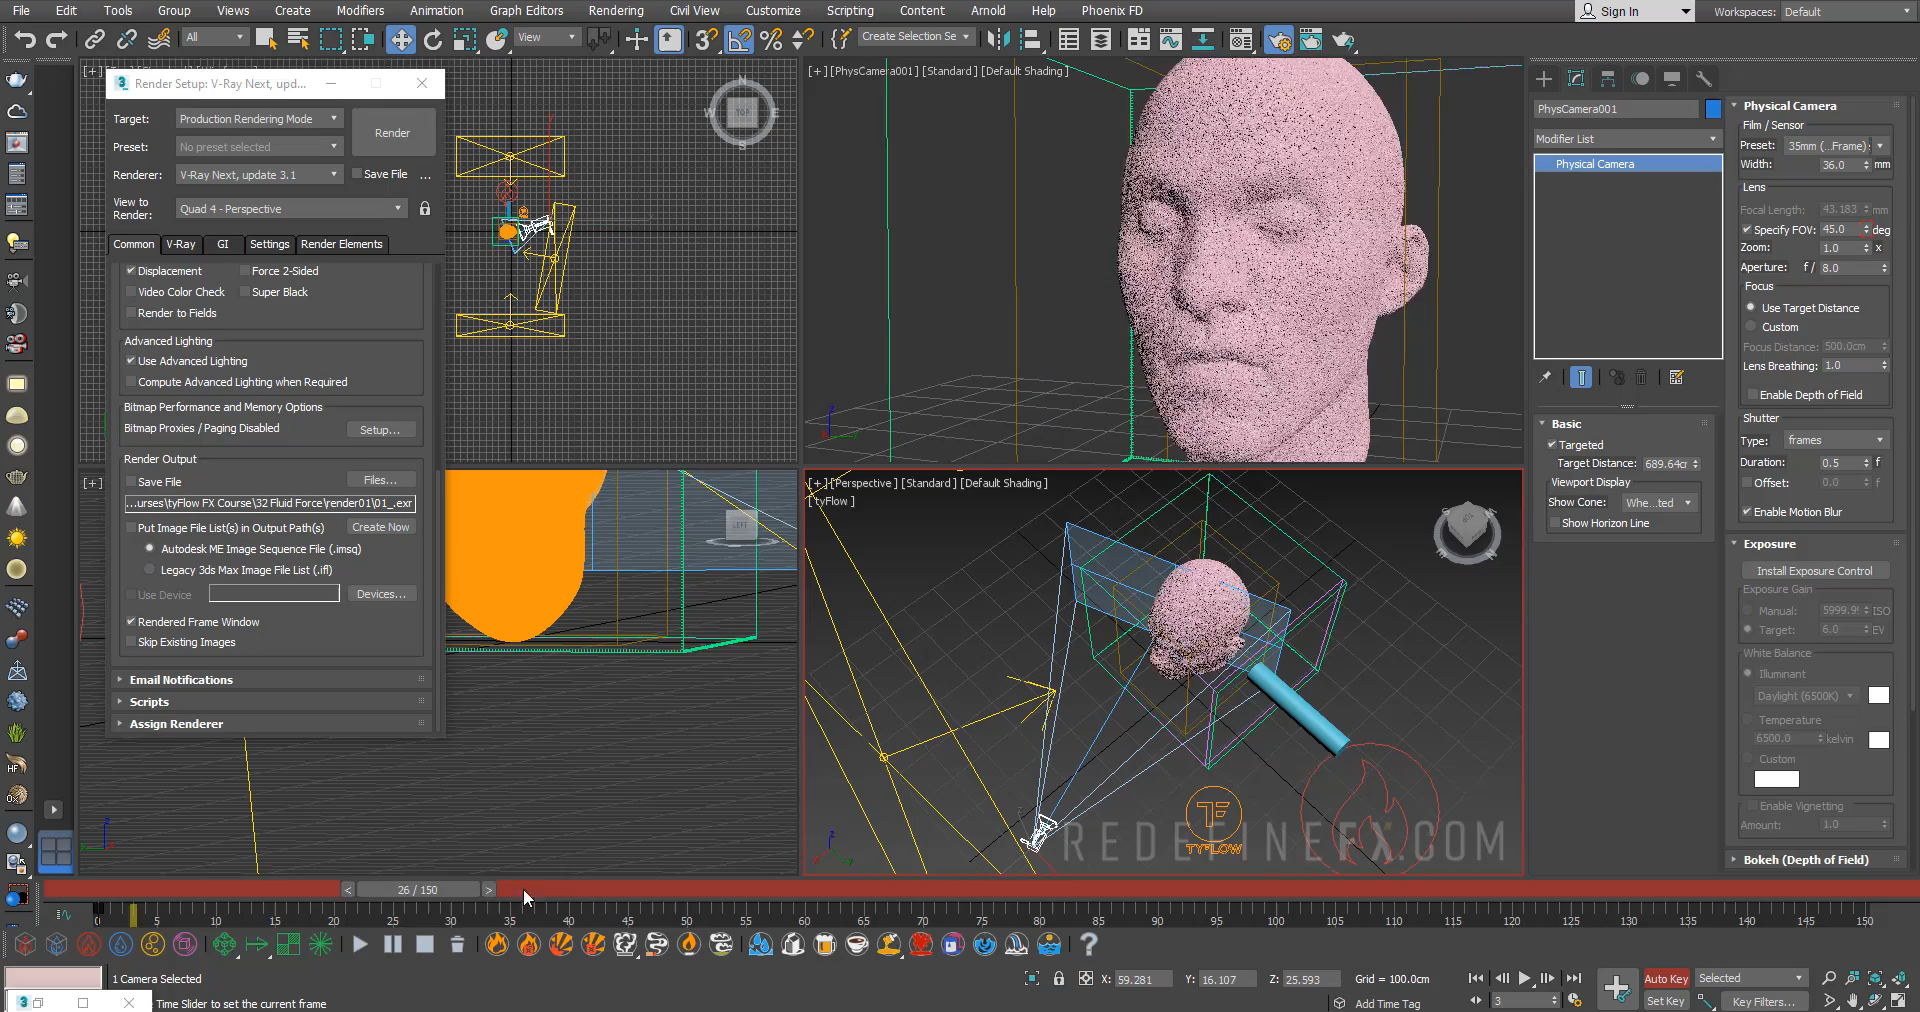 File Edit Tools Group Views Create Modifiers Animation Graph Editors Rendering Civil View Customize Scripting Content Arnold Help Phoenix FD
Sign In
Workspaces: Default
All
View
Create Selection Se
Render Setup: V-Ray Next, upd...
Target: Production Rendering Mode
Render
Preset: No preset selected
Renderer: V-Ray Next, update 3.1
Save File ...
View to Render: Quad 4 - Perspective
Common V-Ray GI Settings Render Elements
Displacement Force 2-Sided
Video Color Check Super Black
Render to Fields
Advanced Lighting
Use Advanced Lighting
Compute Advanced Lighting when Required
Bitmap Performance and Memory Options
Bitmap Proxies / Paging Disabled Setup...
Render Output
Save File Files...
...urses\tyFlow FX Course\32 Fluid Force\render01\01_.exr
Put Image File List(s) in Output Path(s) Create Now
Autodesk ME Image Sequence File (.imsq)
Legacy 3ds Max Image File List (.ifl)
Use Device Devices...
Rendered Frame Window
Skip Existing Images
Email Notifications
Scripts
Assign Renderer
N
W TOP E
S
[+] [PhysCamera001] [Standard] [Default Shading]
[+]
LEFT
[+] [Perspective] [Standard] [Default Shading]
[tyFlow ]
TYFLOW
REDEFINEFX.COM
PhysCamera001
Modifier List
Physical Camera
Basic
Targeted
Target Distance: 689.64cr
Viewport Display
Show Cone: Whe...ted
Show Horizon Line
Physical Camera
Film / Sensor
Preset: 35mm (...Frame)
Width: 36.0 mm
Lens
Focal Length: 43.183 mm
Specify FOV: 45.0 deg
Zoom: 1.0 x
Aperture: f / 8.0
Focus
Use Target Distance
Custom
Focus Distance: 500.0cm
Lens Breathing: 1.0
Enable Depth of Field
Shutter
Type: frames
Duration: 0.5 f
Offset: 0.0 f
Enable Motion Blur
Exposure
Install Exposure Control
Exposure Gain
Manual: 5999.9 ISO
Target: 6.0 EV
White Balance
Illuminant
Daylight (6500K)
Temperature
6500.0 kelvin
Custom
Enable Vignetting
Amount: 1.0
Bokeh (Depth of Field)
< 26 / 150 >
5 10 15 20 25 30 35 40 45 50 55 60 65 70 75 80 85 90 95 100 105 110 115 120 125 130 135 140 145 150
1 Camera Selected
X: 59.281 Y: 16.107 Z: 25.593 Grid = 100.0cm
Auto Key Selected
Time Slider to set the current frame
Add Time Tag
3
Set Key Key Filters...